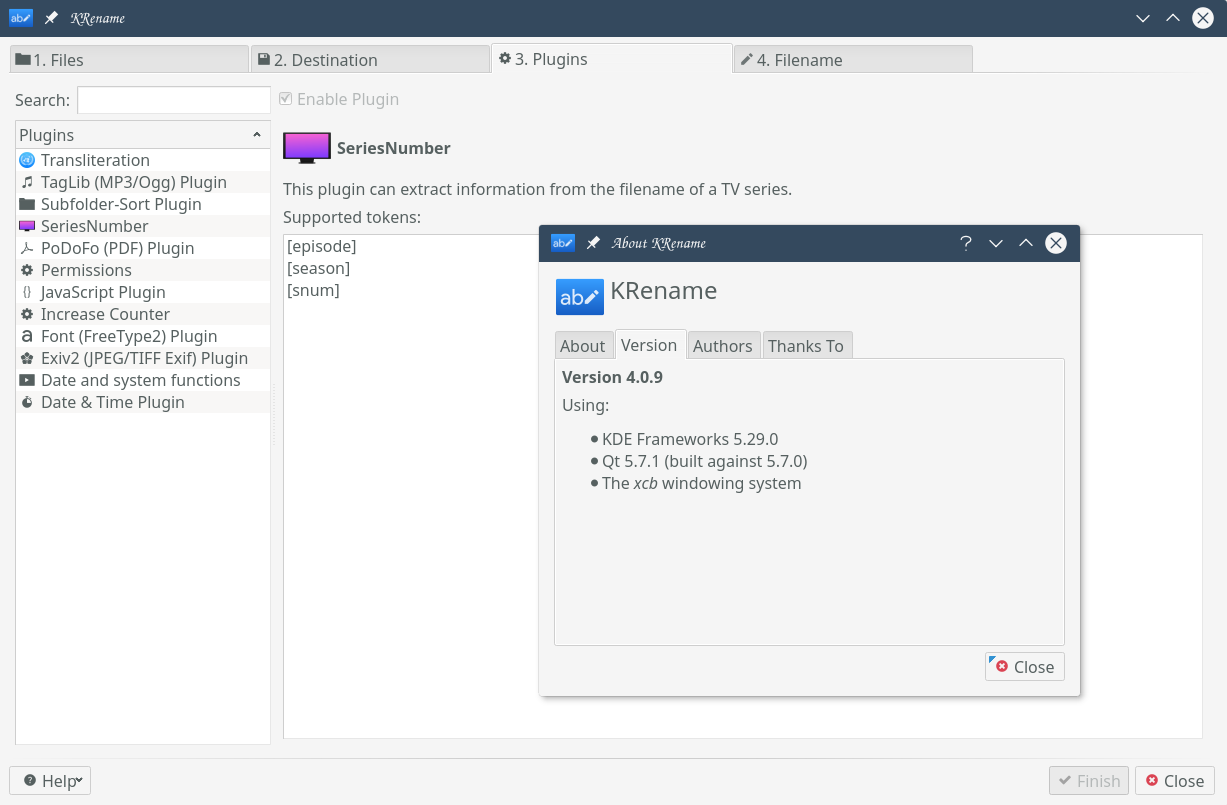 KRename
1. Files
2. Destination
3. Plugins
4. Filename
Search:
Enable Plugin
Plugins
Transliteration
TagLib (MP3/Ogg) Plugin
Subfolder-Sort Plugin
SeriesNumber
PoDoFo (PDF) Plugin
Permissions
JavaScript Plugin
Increase Counter
Font (FreeType2) Plugin
Exiv2 (JPEG/TIFF Exif) Plugin
Date and system functions
Date & Time Plugin
SeriesNumber
This plugin can extract information from the filename of a TV series.
Supported tokens:
[episode]
[season]
[snum]
About KRename
ab
KRename
About
Version
Authors
Thanks To
Version 4.0.9
Using:
KDE Frameworks 5.29.0
Qt 5.7.1 (built against 5.7.0)
The xcb windowing system
Close
Help
Finish
Close